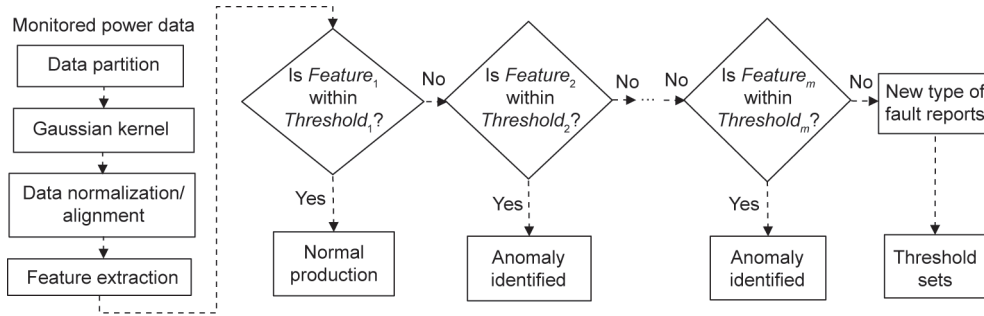 Monitored power data
Data partition
Gaussian kernel
Data normalization/
alignment
Feature extraction
Is Feature₁
within
Threshold₁?
No
Yes
Normal
production
Is Feature₂
within
Threshold₂?
No
...
No
Yes
Anomaly
identified
Is Featureₘ
within
Thresholdₘ?
No
Yes
Anomaly
identified
New type of
fault reports
Threshold
sets